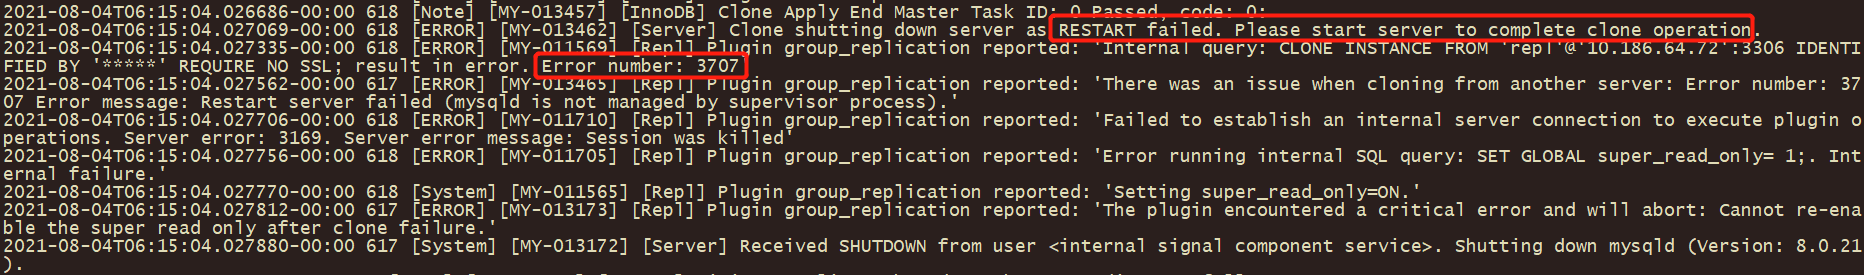 2021-08-04T06:15:04.026686-00:00 618 [Note] [MY-013457] [InnoDB] Clone Apply End Master Task ID: 0 Passed, code: 0:
2021-08-04T06:15:04.027069-00:00 618 [ERROR] [MY-013462] [Server] Clone shutting down server as RESTART failed. Please start server to complete clone operation.
2021-08-04T06:15:04.027335-00:00 618 [ERROR] [MY-011569] [Repl] Plugin group_replication reported: 'Internal query: CLONE INSTANCE FROM 'repl'@'10.186.64.72':3306 IDENTI
FIED BY '*****' REQUIRE NO SSL; result in error. Error number: 3707
2021-08-04T06:15:04.027562-00:00 617 [ERROR] [MY-013465] [Repl] Plugin group_replication reported: 'There was an issue when cloning from another server: Error number: 37
07 Error message: Restart server failed (mysqld is not managed by supervisor process).'
2021-08-04T06:15:04.027706-00:00 618 [ERROR] [MY-011710] [Repl] Plugin group_replication reported: 'Failed to establish an internal server connection to execute plugin o
perations. Server error: 3169. Server error message: Session was killed'
2021-08-04T06:15:04.027756-00:00 618 [ERROR] [MY-011705] [Repl] Plugin group_replication reported: 'Error running internal SQL query: SET GLOBAL super_read_only= 1;. Int
ernal failure.'
2021-08-04T06:15:04.027770-00:00 618 [System] [MY-011565] [Repl] Plugin group_replication reported: 'Setting super_read_only=ON.'
2021-08-04T06:15:04.027812-00:00 617 [ERROR] [MY-013173] [Repl] Plugin group_replication reported: 'The plugin encountered a critical error and will abort: Cannot re-ena
ble the super read only after clone failure.'
2021-08-04T06:15:04.027880-00:00 617 [System] [MY-013172] [Server] Received SHUTDOWN from user <internal signal component service>. Shutting down mysqld (Version: 8.0.21
).